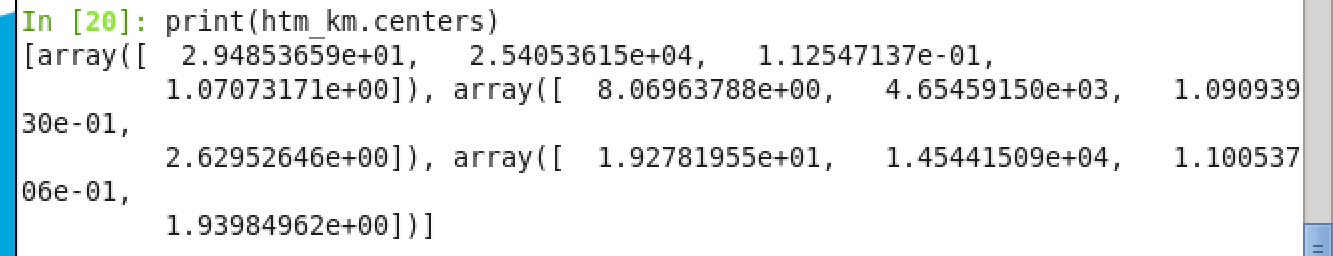 In [20]: print(htm_km.centers)
[array([  2.94853659e+01,   2.54053615e+04,   1.12547137e-01,
         1.07073171e+00]), array([  8.06963788e+00,   4.65459150e+03,   1.090939
30e-01,
         2.62952646e+00]), array([  1.92781955e+01,   1.45441509e+04,   1.100537
06e-01,
         1.93984962e+00])]